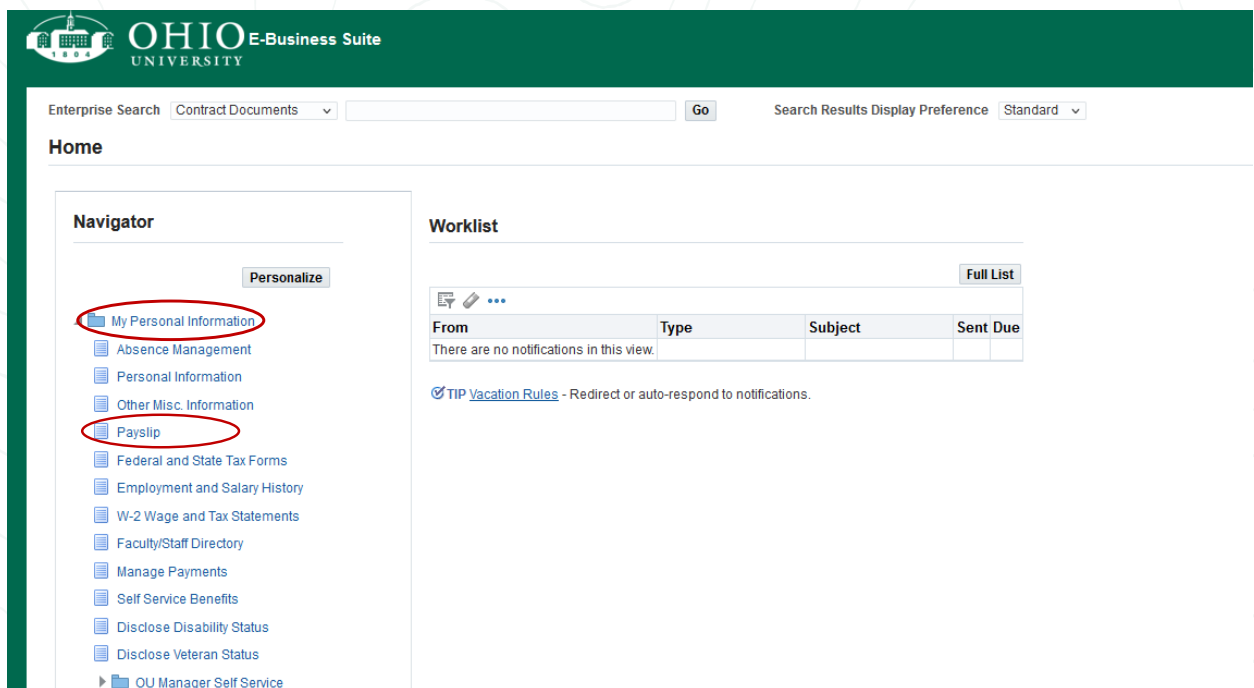 OHIO E-Business Suite
UNIVERSITY
1804
Enterprise Search Contract Documents Go Search Results Display Preference Standard
Home
Navigator
Personalize
My Personal Information
Absence Management
Personal Information
Other Misc. Information
Payslip
Federal and State Tax Forms
Employment and Salary History
W-2 Wage and Tax Statements
Faculty/Staff Directory
Manage Payments
Self Service Benefits
Disclose Disability Status
Disclose Veteran Status
OU Manager Self Service
Worklist
Full List
From Type Subject Sent Due
There are no notifications in this view.
TIP Vacation Rules - Redirect or auto-respond to notifications.